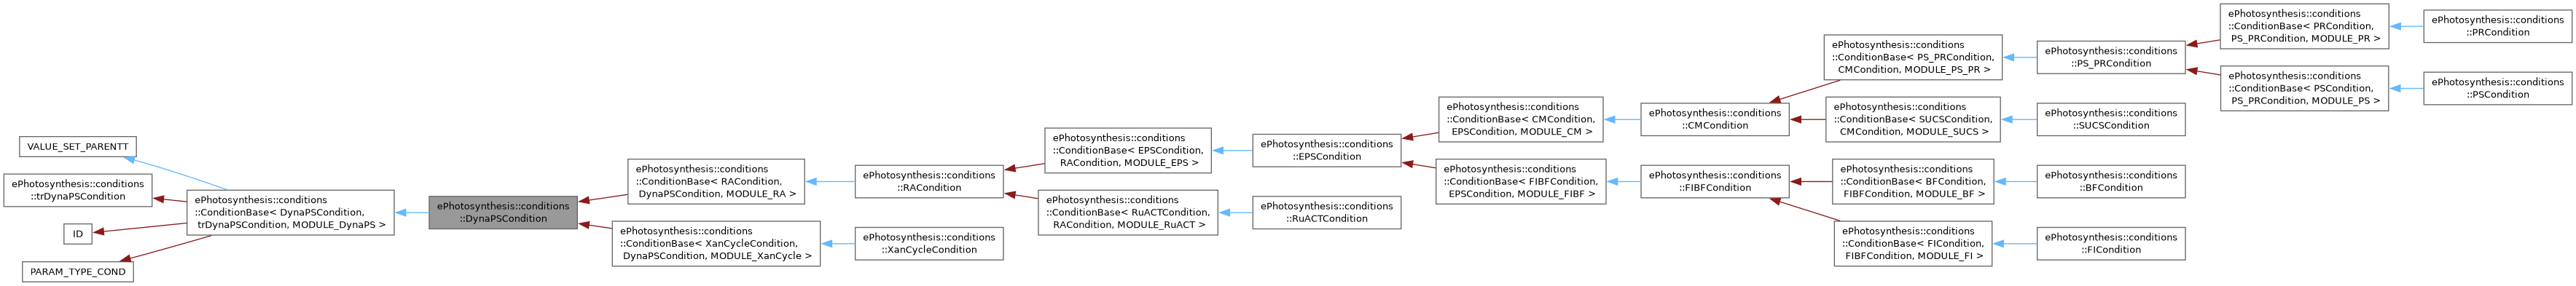 VALUE_SET_PARENTT
ePhotosynthesis::conditions
::trDynaPSCondition
ID
PARAM_TYPE_COND
ePhotosynthesis::conditions
::ConditionBase< DynaPSCondition,
trDynaPSCondition, MODULE_DynaPS >
ePhotosynthesis::conditions
::DynaPSCondition
ePhotosynthesis::conditions
::ConditionBase< RACondition,
DynaPSCondition, MODULE_RA >
ePhotosynthesis::conditions
::ConditionBase< XanCycleCondition,
DynaPSCondition, MODULE_XanCycle >
ePhotosynthesis::conditions
::RACondition
ePhotosynthesis::conditions
::XanCycleCondition
ePhotosynthesis::conditions
::ConditionBase< EPSCondition,
RACondition, MODULE_EPS >
ePhotosynthesis::conditions
::ConditionBase< RuACTCondition,
RACondition, MODULE_RuACT >
ePhotosynthesis::conditions
::EPSCondition
ePhotosynthesis::conditions
::RuACTCondition
ePhotosynthesis::conditions
::ConditionBase< CMCondition,
EPSCondition, MODULE_CM >
ePhotosynthesis::conditions
::ConditionBase< FIBFCondition,
EPSCondition, MODULE_FIBF >
ePhotosynthesis::conditions
::CMCondition
ePhotosynthesis::conditions
::FIBFCondition
ePhotosynthesis::conditions
::ConditionBase< PS_PRCondition,
CMCondition, MODULE_PS_PR >
ePhotosynthesis::conditions
::ConditionBase< SUCSCondition,
CMCondition, MODULE_SUCS >
ePhotosynthesis::conditions
::ConditionBase< BFCondition,
FIBFCondition, MODULE_BF >
ePhotosynthesis::conditions
::ConditionBase< FICondition,
FIBFCondition, MODULE_FI >
ePhotosynthesis::conditions
::PS_PRCondition
ePhotosynthesis::conditions
::SUCSCondition
ePhotosynthesis::conditions
::BFCondition
ePhotosynthesis::conditions
::FICondition
ePhotosynthesis::conditions
::ConditionBase< PRCondition,
PS_PRCondition, MODULE_PR >
ePhotosynthesis::conditions
::ConditionBase< PSCondition,
PS_PRCondition, MODULE_PS >
ePhotosynthesis::conditions
::PRCondition
ePhotosynthesis::conditions
::PSCondition